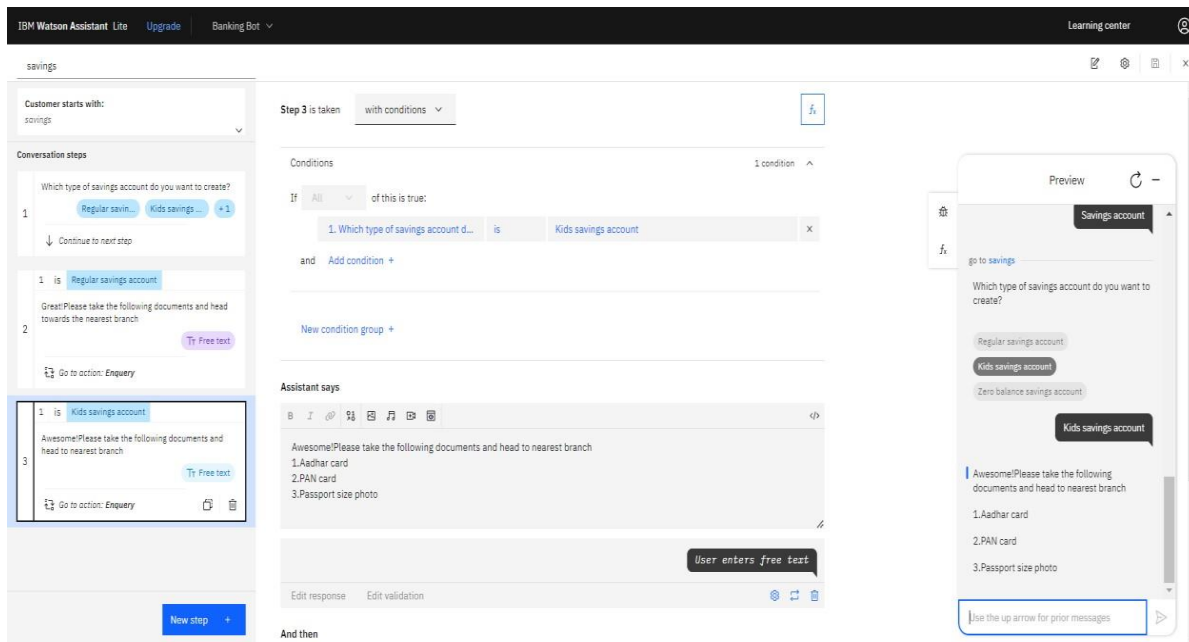 IBM Watson Assistant Lite Upgrade Banking Bot Learning center
savings
Customer starts with:
savings
Conversation steps
1
Which type of savings account do you want to create?
Regular savin... Kids savings ... +1
Continue to next step
2
1 is Regular savings account
Great!Please take the following documents and head
towards the nearest branch
Free text
Go to action: Enquery
3
1 is Kids savings account
Awesome!Please take the following documents and
head to nearest branch
Free text
Go to action: Enquery
New step +
Step 3 is taken with conditions fx
Conditions 1 condition
If All of this is true:
1. Which type of savings account d... is Kids savings account X
and Add condition +
New condition group +
Assistant says
B I </>
Awesome!Please take the following documents and head to nearest branch
1.Aadhar card
2.PAN card
3.Passport size photo
User enters free text
Edit response Edit validation
And then
fx
Preview
Savings account
go to savings
Which type of savings account do you want to
create?
Regular savings account
Kids savings account
Zero balance savings account
Kids savings account
Awesome!Please take the following
documents and head to nearest branch
1.Aadhar card
2.PAN card
3.Passport size photo
Use the up arrow for prior messages